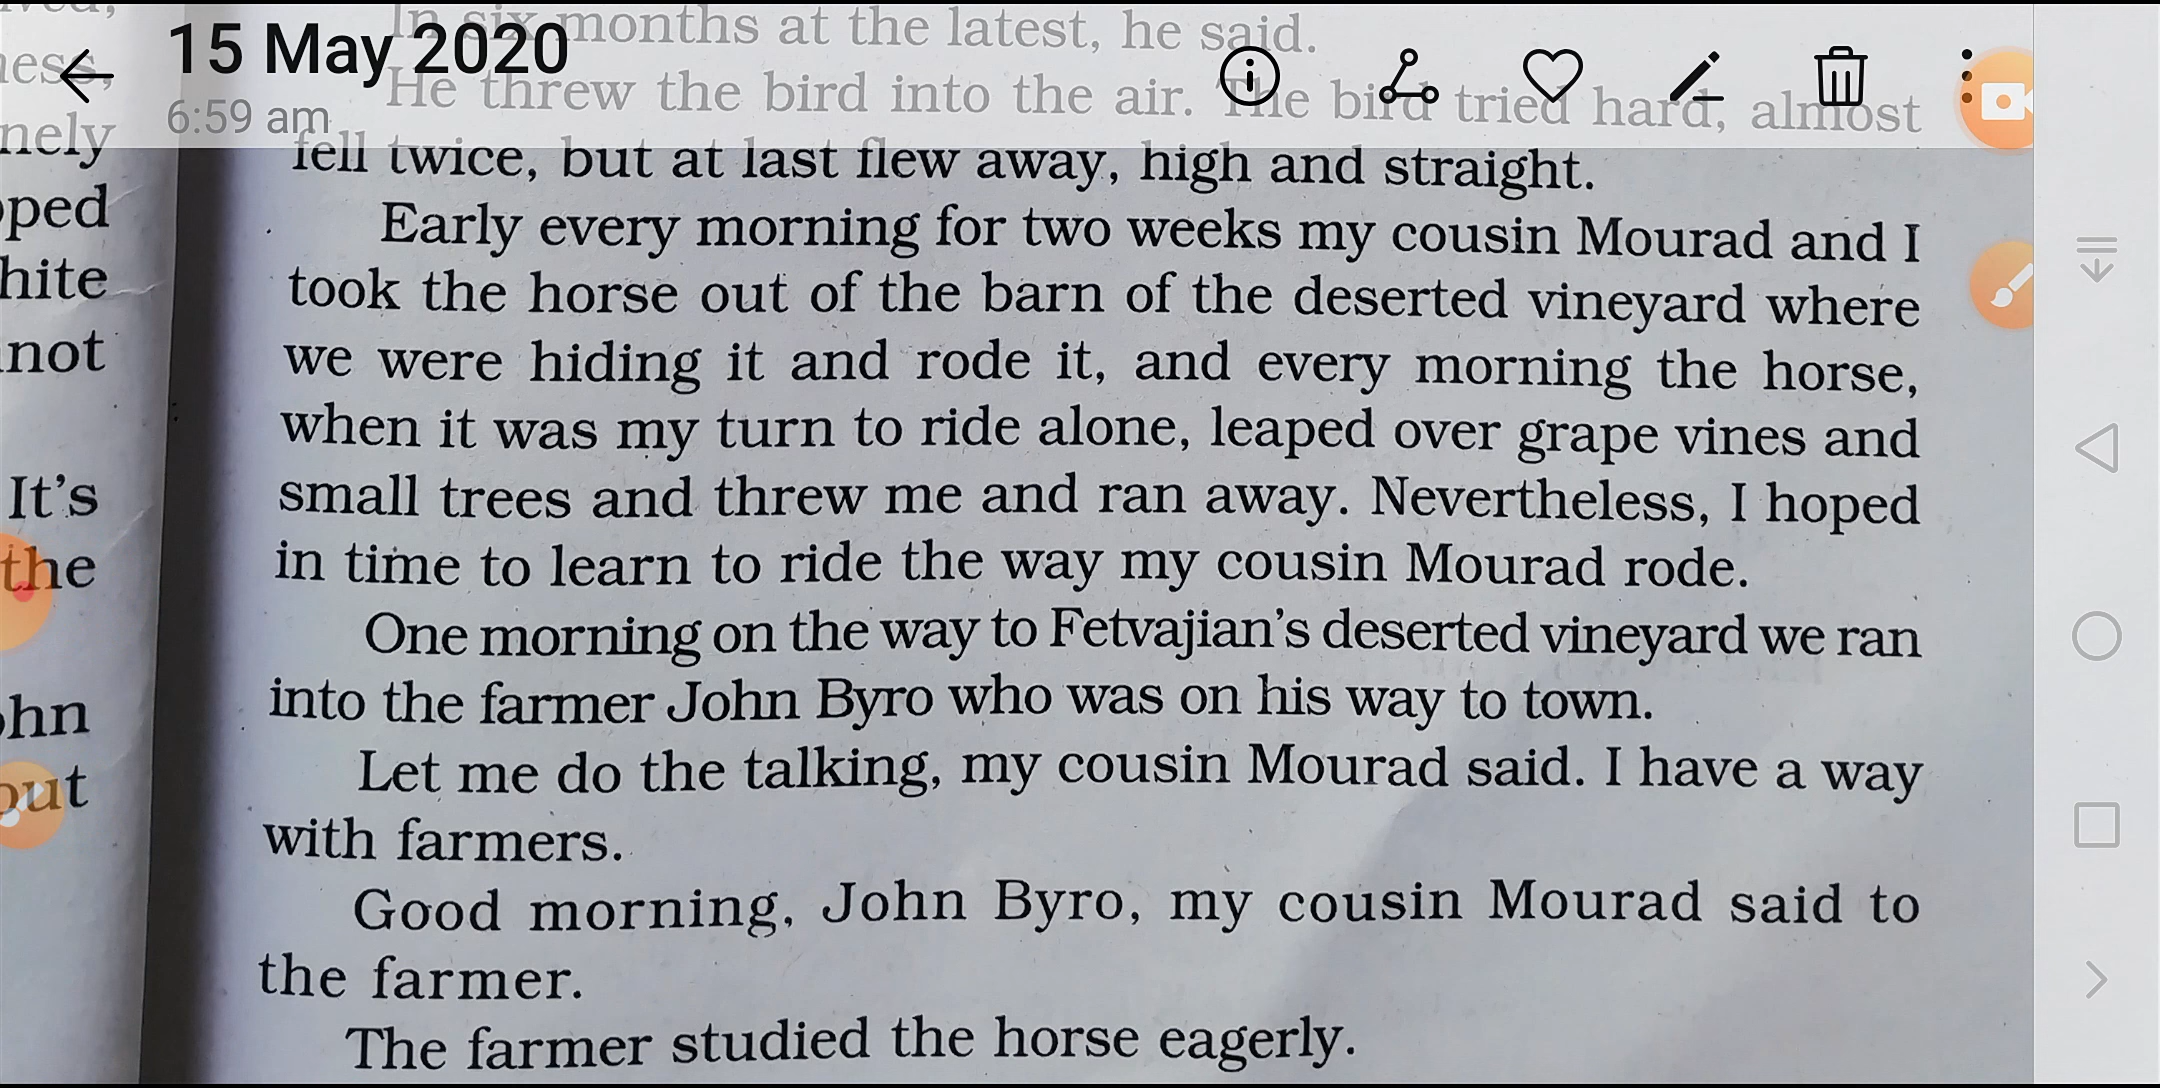 In six months at the latest, he said.
15 May 2020
6:59 am
He threw the bird into the air. The bird tried hard, almost
fell twice, but at last flew away, high and straight.
Early every morning for two weeks my cousin Mourad and I
took the horse out of the barn of the deserted vineyard where
we were hiding it and rode it, and every morning the horse,
when it was my turn to ride alone, leaped over grape vines and
small trees and threw me and ran away. Nevertheless, I hoped
in time to learn to ride the way my cousin Mourad rode.
One morning on the way to Fetvajian's deserted vineyard we ran
into the farmer John Byro who was on his way to town.
Let me do the talking, my cousin Mourad said. I have a way
with farmers.
Good morning, John Byro, my cousin Mourad said to
the farmer.
The farmer studied the horse eagerly.
nely
ped
hite
not
It's
the
hn
out